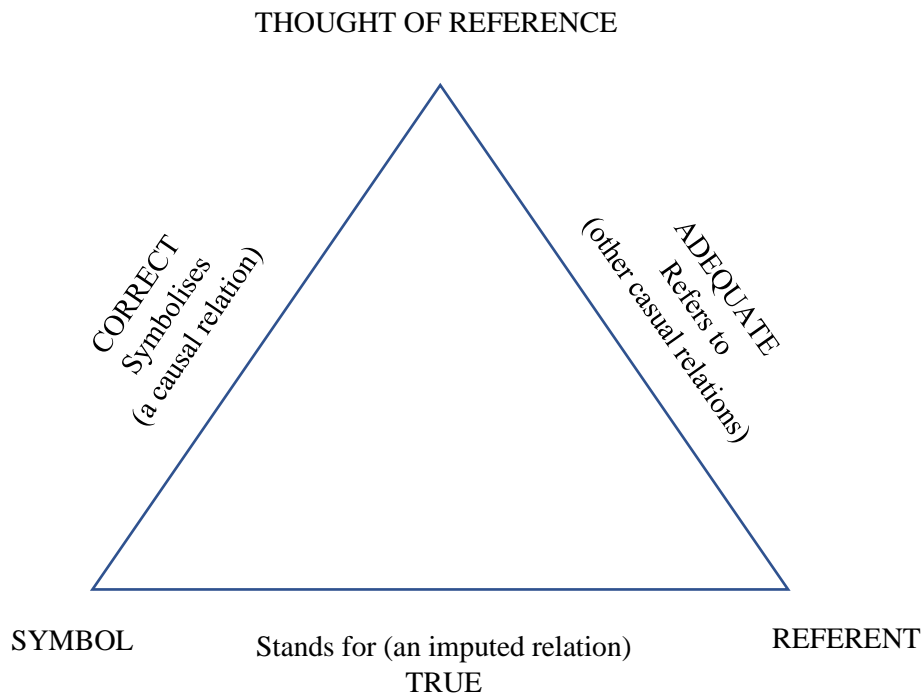 THOUGHT OF REFERENCE
CORRECT
Symbolises
(a causal relation)
ADEQUATE
Refers to
(other casual relations)
SYMBOL
Stands for (an imputed relation)
TRUE
REFERENT